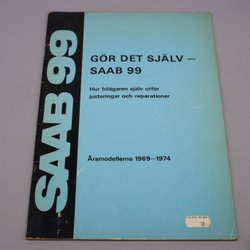 SAAB 99
GÖR DET SJÄLV –
SAAB 99
Hur bilägaren själv utför
justeringar och reparationer
Årsmodellerna 1969–1974